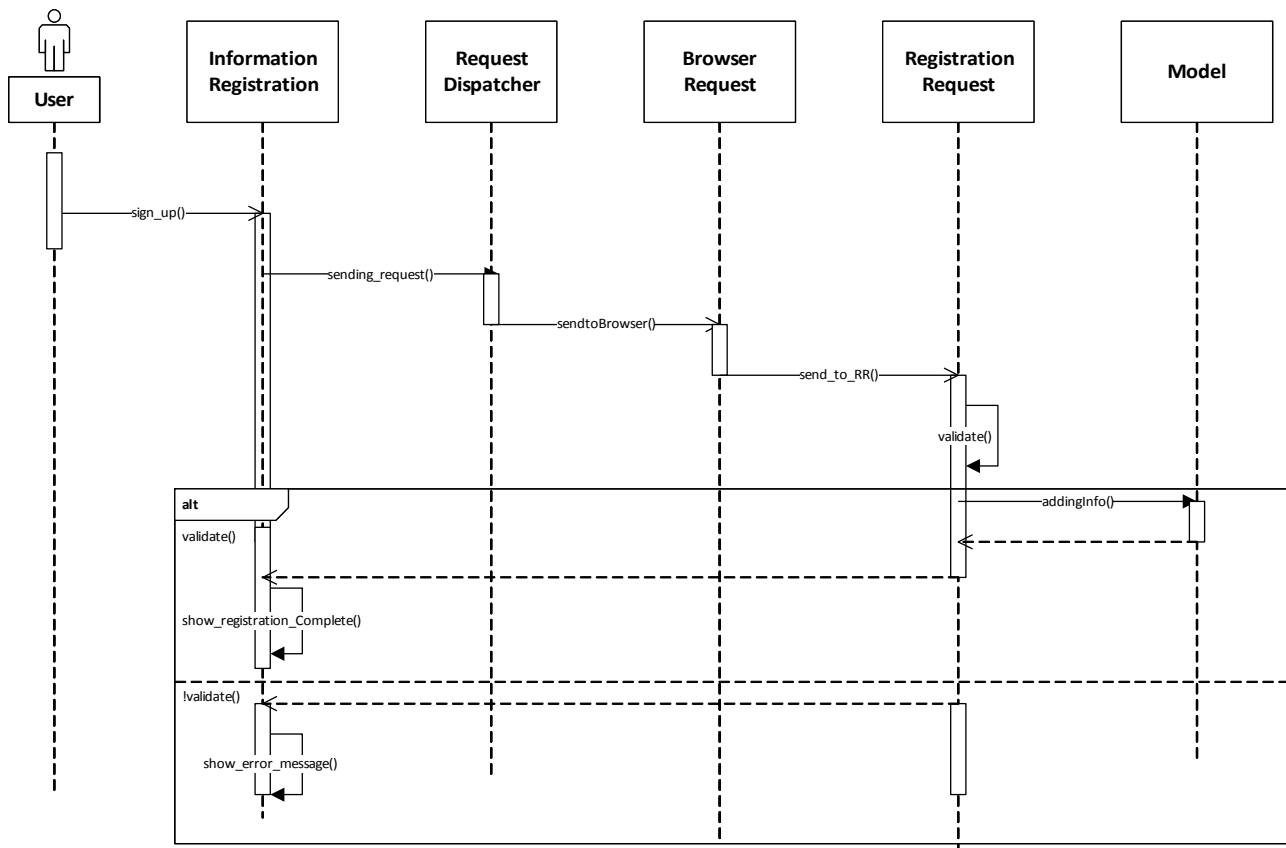 User
Information
Registration
Request
Dispatcher
Browser
Request
Registration
Request
Model
sign_up()
sending_request()
sendtoBrowser()
send_to_RR()
validate()
alt
addingInfo()
validate()
show_registration_Complete()
!validate()
show_error_message()